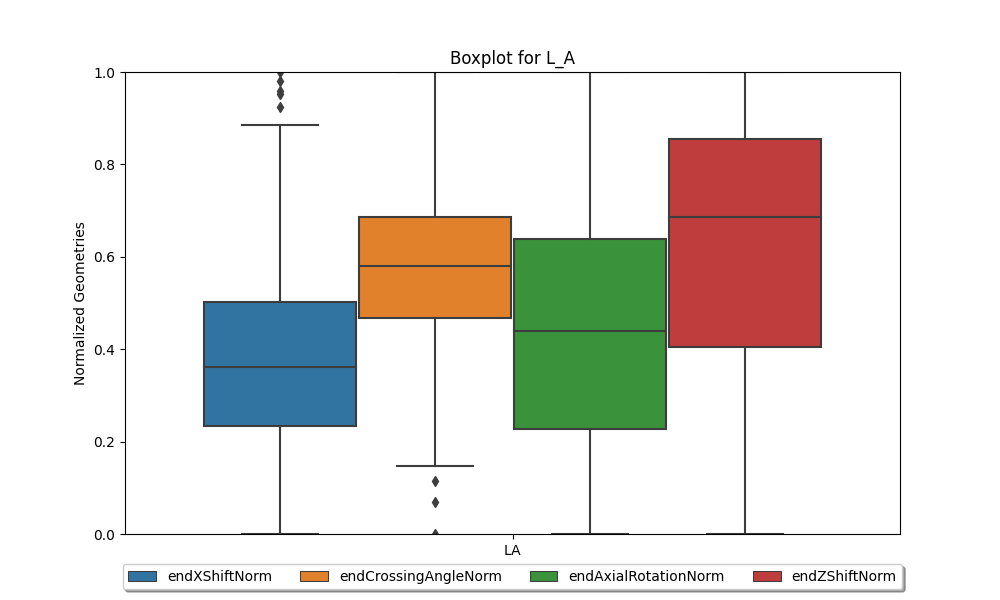 Boxplot for L_A
1.0
0.8
0.6
0.4
0.2
0.0
Normalized Geometries
LA
endXShiftNorm endCrossingAngleNorm endAxialRotationNorm endZShiftNorm